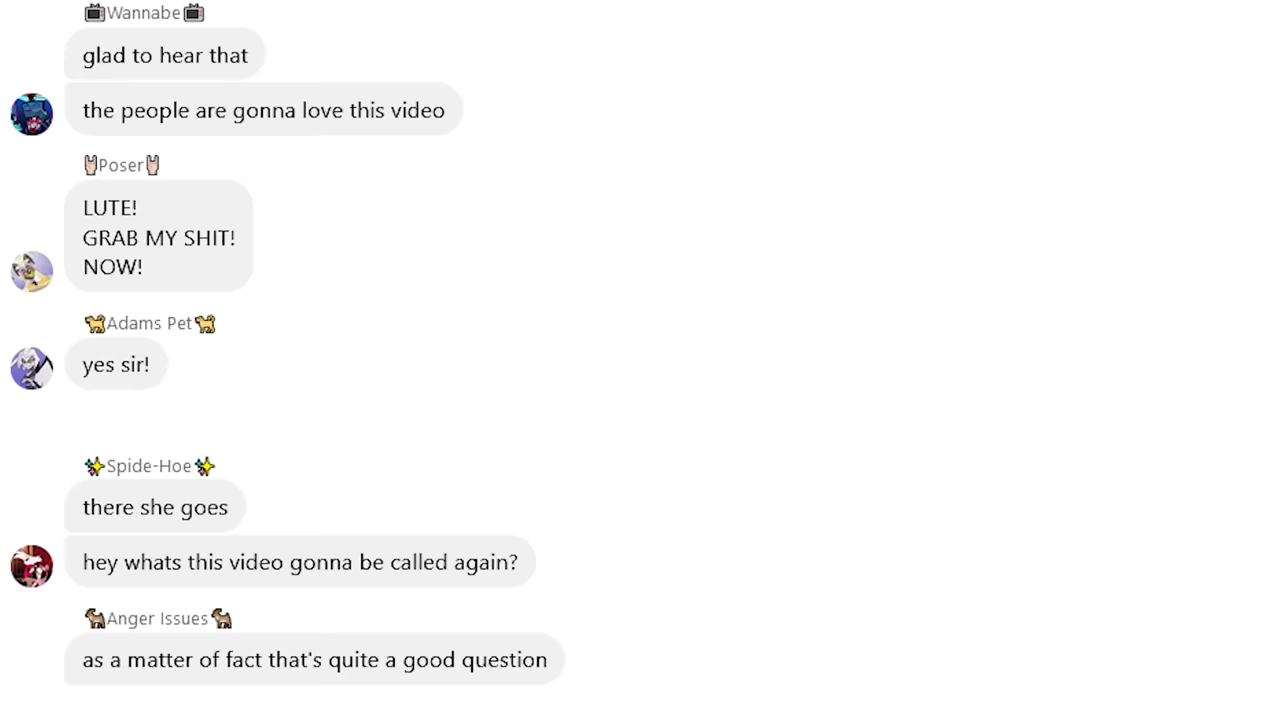 📺Wannabe📺
glad to hear that
the people are gonna love this video
🤘Poser🤘
LUTE!
GRAB MY SHIT!
NOW!
🐕Adams Pet🐕
yes sir!
✨Spide-Hoe✨
there she goes
hey whats this video gonna be called again?
🐐Anger Issues🐐
as a matter of fact that's quite a good question